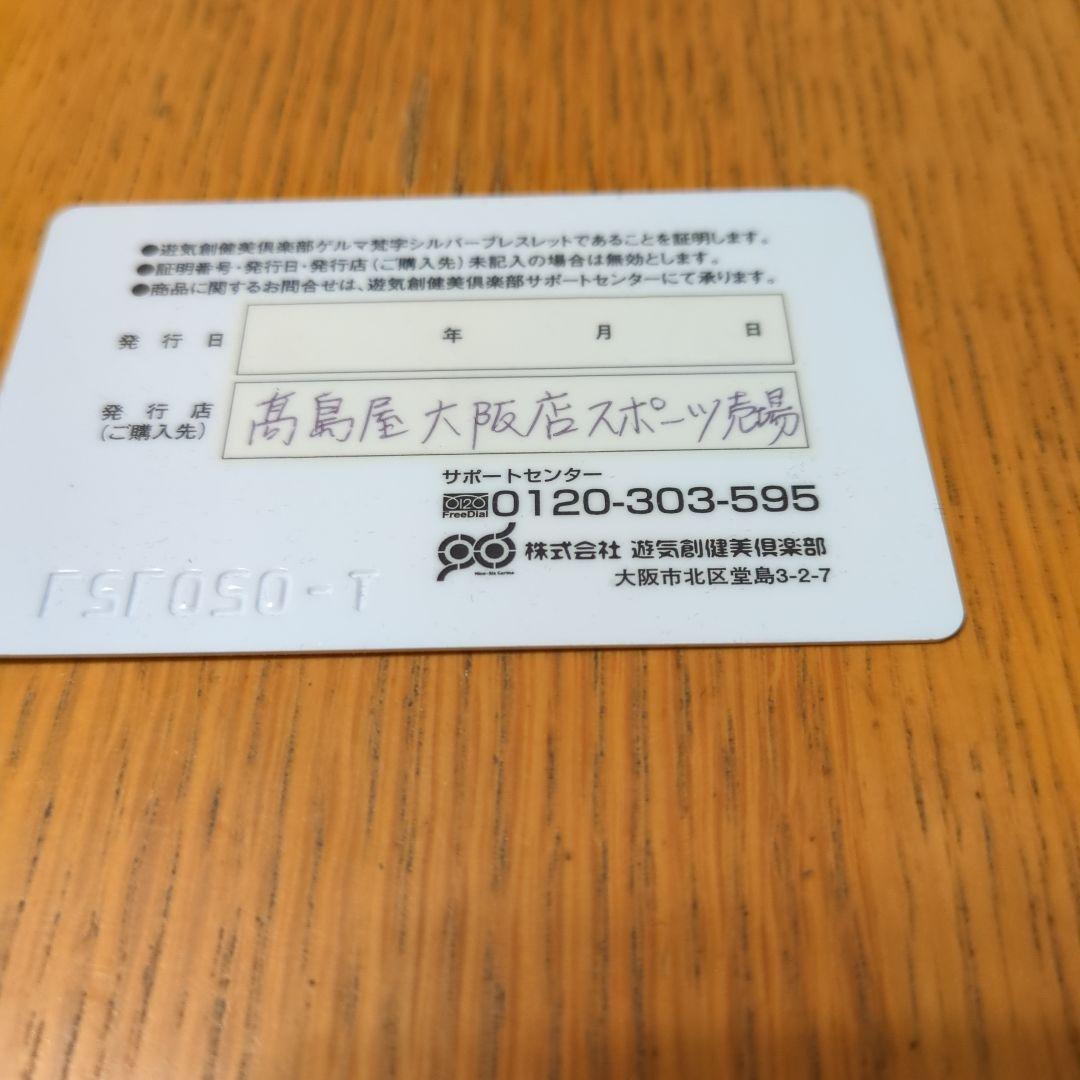 ●遊気創健美倶楽部ゲルマ梵字シルバーブレスレットであることを証明します。
●証明番号・発行日・発行店（ご購入先）未記入の場合は無効とします。
●商品に関するお問合せは、遊気創健美倶楽部サポートセンターにて承ります。
発行日 年 月 日
発行店
（ご購入先）
髙島屋大阪店スポーツ売場
サポートセンター
0120
FreeDial
0120-303-595
株式会社 遊気創健美倶楽部
大阪市北区堂島3-2-7